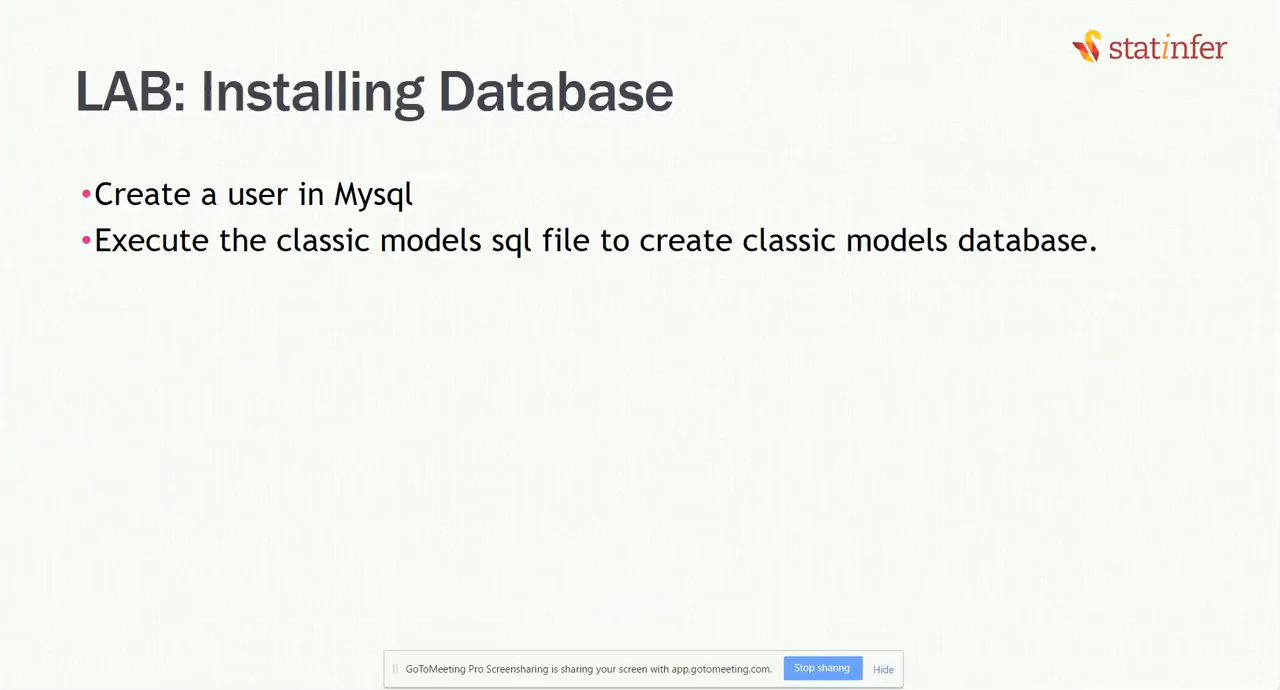 statinfer
LAB: Installing Database
•Create a user in Mysql
•Execute the classic models sql file to create classic models database.
GoToMeeting Pro Screensharing is sharing your screen with app.gotomeeting.com. Stop sharing Hide